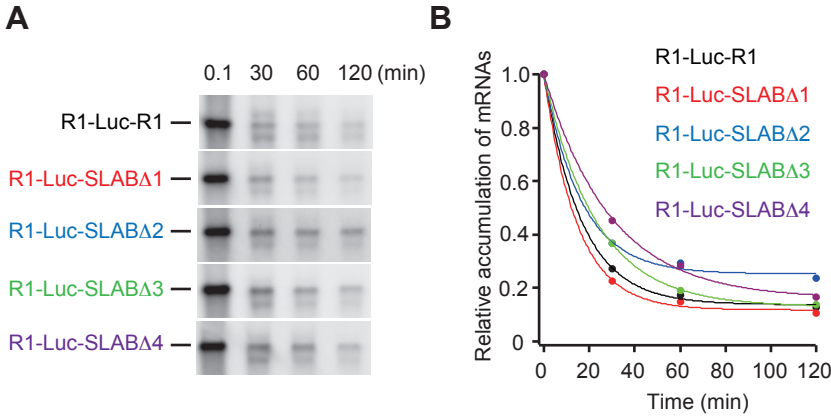 A
0.1 30 60 120 (min)
R1-Luc-R1
R1-Luc-SLABΔ1
R1-Luc-SLABΔ2
R1-Luc-SLABΔ3
R1-Luc-SLABΔ4
B
Relative accumulation of mRNAs
1.0
0.8
0.6
0.4
0.2
0
0 20 40 60 80 100 120
Time (min)
R1-Luc-R1
R1-Luc-SLABΔ1
R1-Luc-SLABΔ2
R1-Luc-SLABΔ3
R1-Luc-SLABΔ4